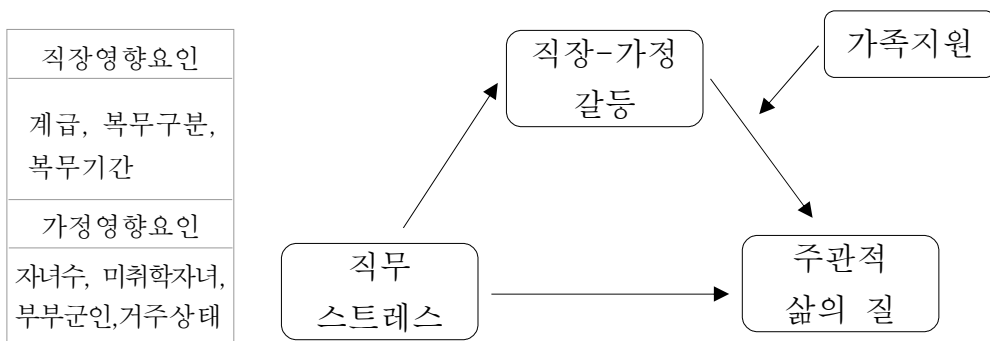 직장영향요인
계급, 복무구분,
복무기간
가정영향요인
자녀수, 미취학자녀,
부부군인,거주상태
직장-가정
갈등
가족지원
직무
스트레스
주관적
삶의 질